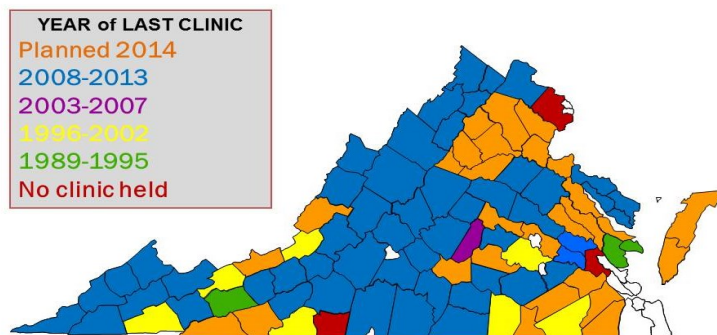 YEAR of LAST CLINIC
Planned 2014
2008-2013
2003-2007
1996-2002
1989-1995
No clinic held